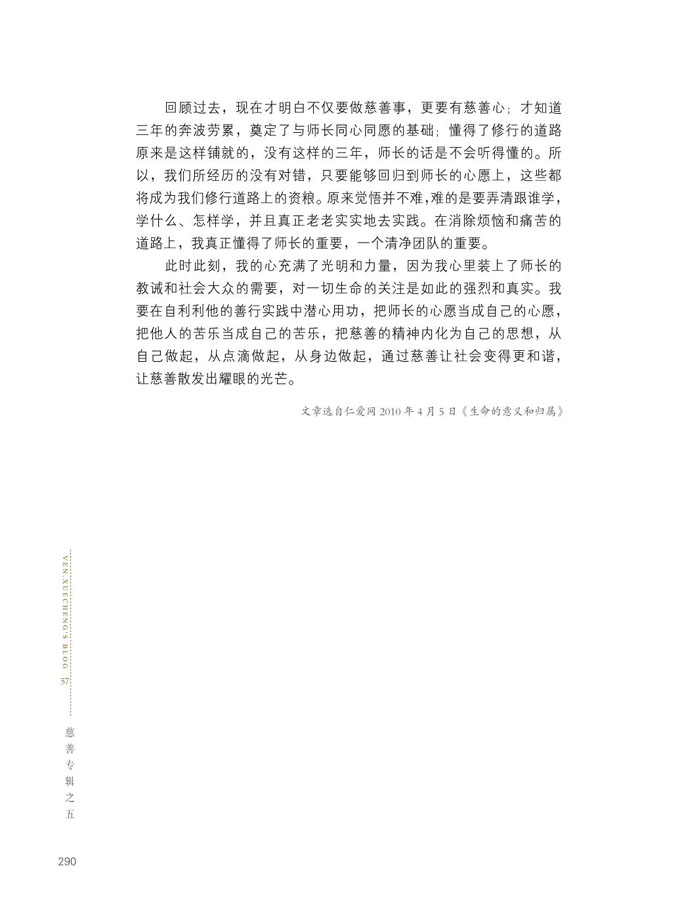 回顾过去，现在才明白不仅要做慈善事，更要有慈善心；才知道
三年的奔波劳累，奠定了与师长同心同愿的基础；懂得了修行的道路
原来是这样铺就的，没有这样的三年，师长的话是不会听得懂的。所
以，我们所经历的没有对错，只要能够回归到师长的心愿上，这些都
将成为我们修行道路上的资粮。原来觉悟并不难，难的是要弄清跟谁学，
学什么、怎样学，并且真正老老实实地去实践。在消除烦恼和痛苦的
道路上，我真正懂得了师长的重要，一个清净团队的重要。
此时此刻，我的心充满了光明和力量，因为我心里装上了师长的
教诫和社会大众的需要，对一切生命的关注是如此的强烈和真实。我
要在自利利他的善行实践中潜心用功，把师长的心愿当成自己的心愿，
把他人的苦乐当成自己的苦乐，把慈善的精神内化为自己的思想，从
自己做起，从点滴做起，从身边做起，通过慈善让社会变得更和谐，
让慈善散发出耀眼的光芒。
文章选自仁爱网 2010 年 4 月 5 日《生命的意义和归属》
VEN.XUECHENG'S BLOG
57
慈善专辑之五
290